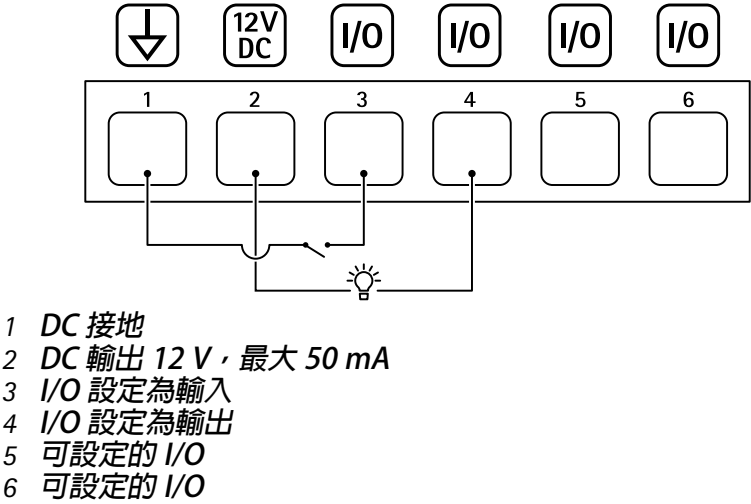 12V DC I/O I/O I/O I/O
1 2 3 4 5 6
1 DC 接地
2 DC 輸出 12 V，最大 50 mA
3 I/O 設定為輸入
4 I/O 設定為輸出
5 可設定的 I/O
6 可設定的 I/O